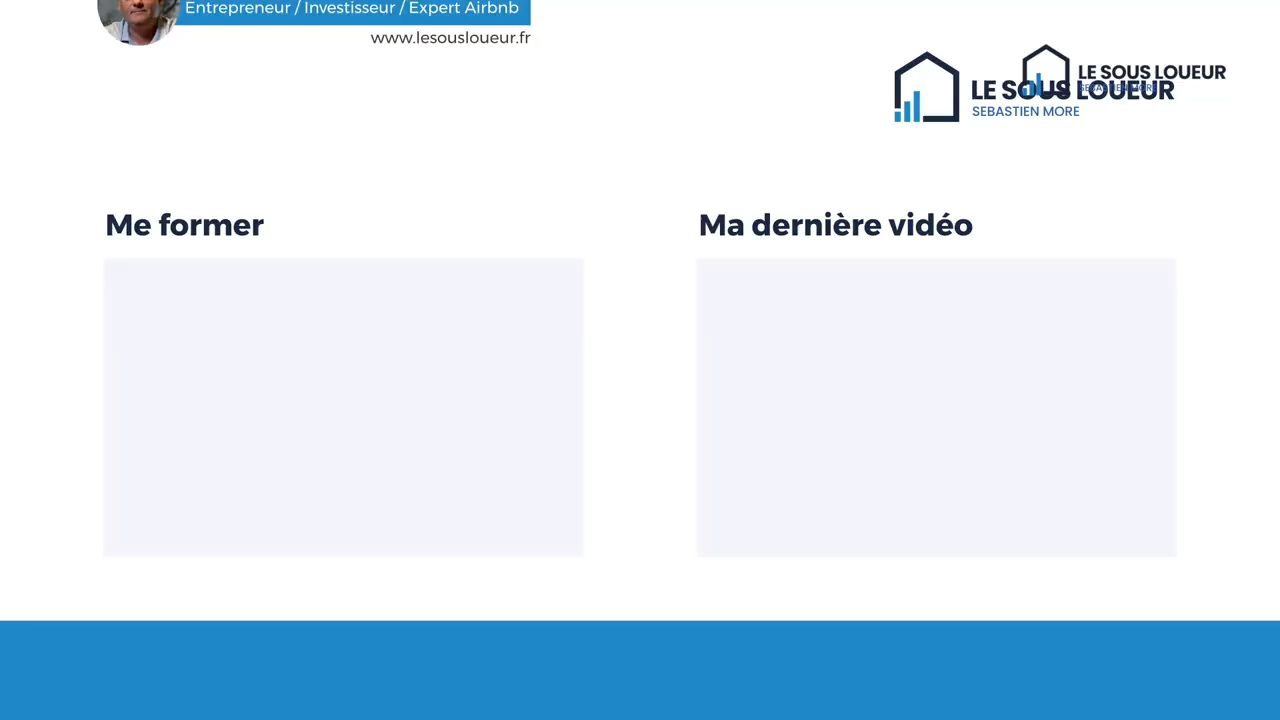 Entrepreneur / Investisseur / Expert Airbnb
www.lesousloueur.fr
LE SOUS LOUEUR
LE SOUS LOUEUR
SEBASTIEN MORE
Me former
Ma dernière vidéo